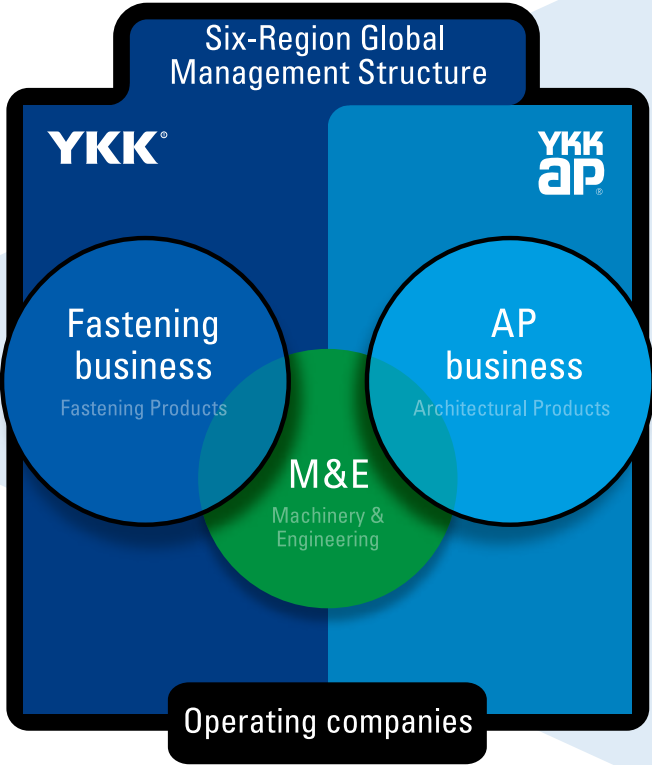 Six-Region Global
Management Structure
YKK®
YKK
ap®
Fastening
business
Fastening Products
AP
business
Architectural Products
M&E
Machinery &
Engineering
Operating companies